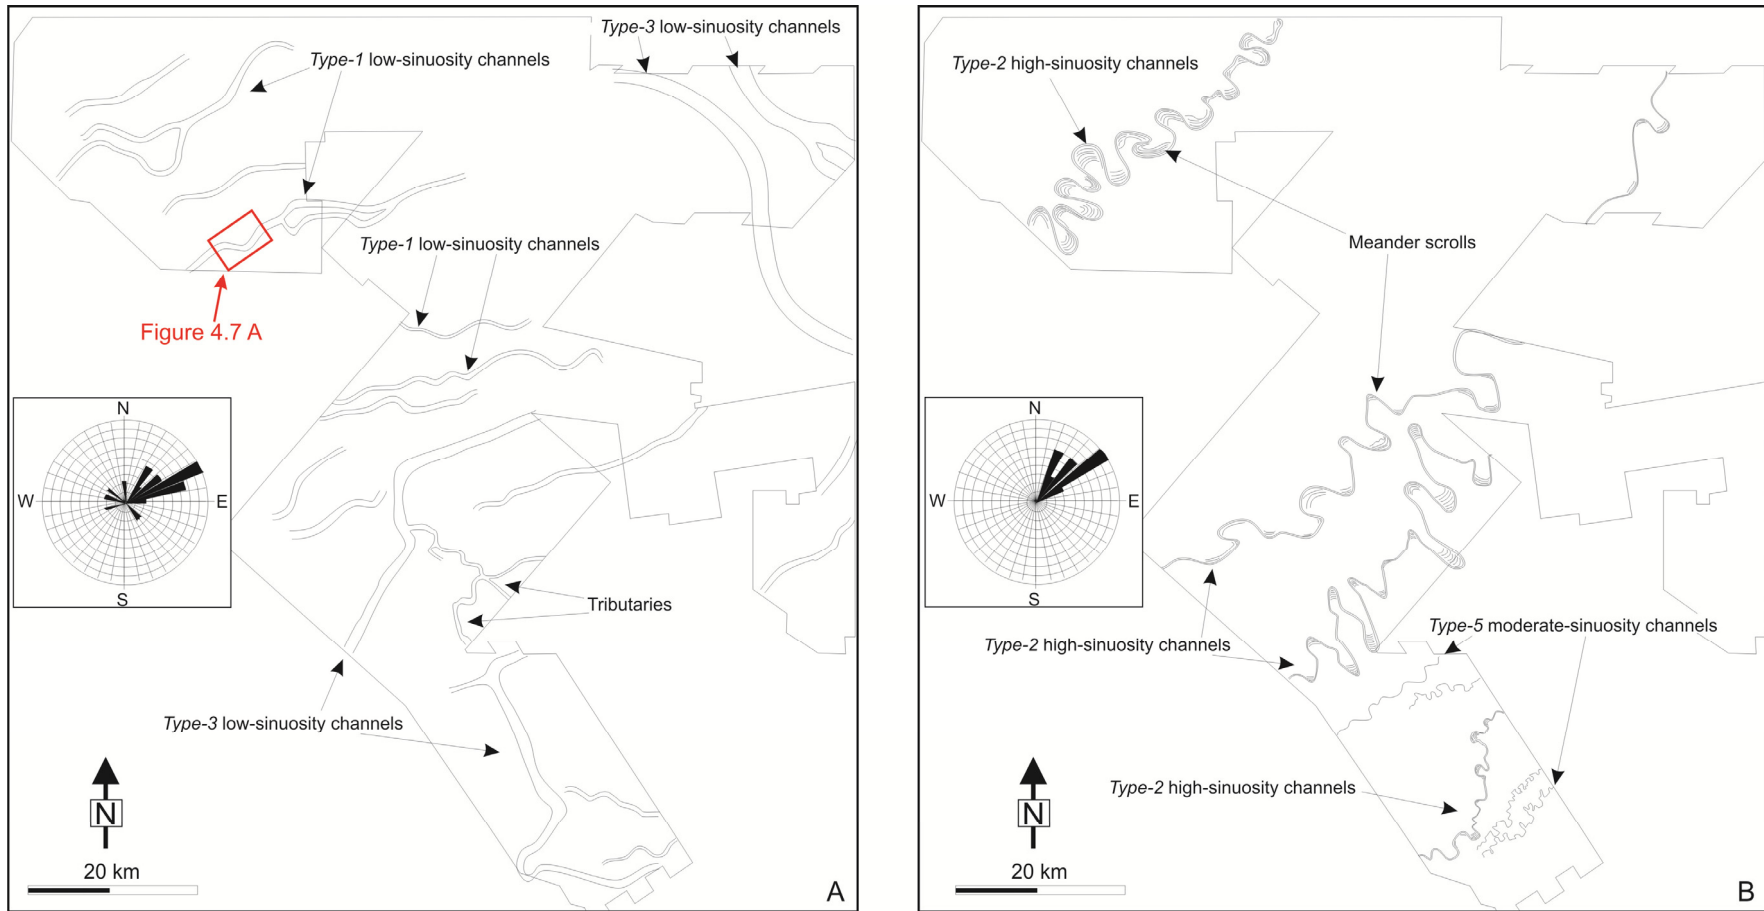 Type-3 low-sinuosity channels
Type-1 low-sinuosity channels
Type-1 low-sinuosity channels
Figure 4.7 A
N
W
E
S
Tributaries
Type-3 low-sinuosity channels
N
20 km
A
Type-2 high-sinuosity channels
Meander scrolls
N
W
E
S
Type-2 high-sinuosity channels
Type-5 moderate-sinuosity channels
Type-2 high-sinuosity channels
N
20 km
B